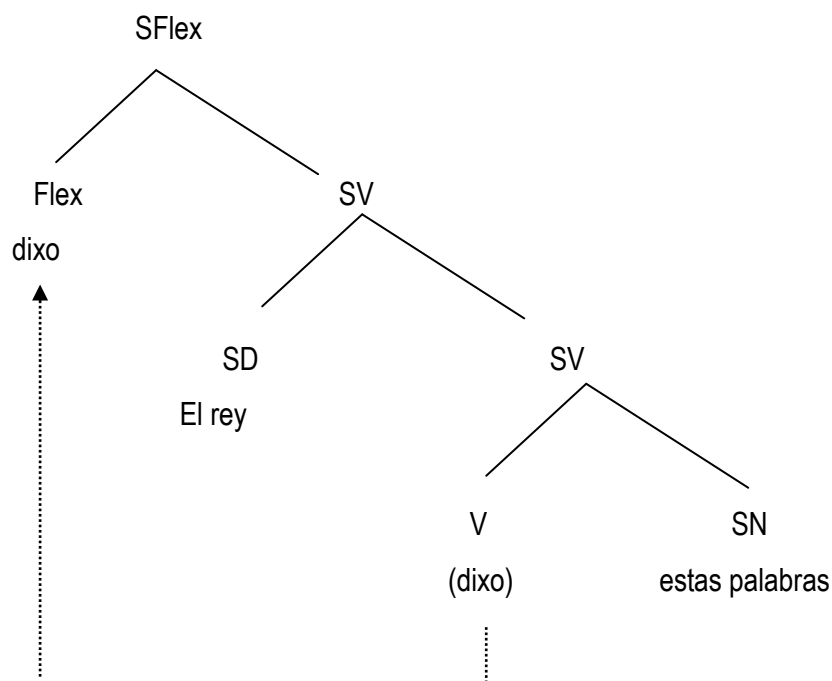 SFlex
Flex SV
dixo
SD SV
El rey
V SN
(dixo) estas palabras